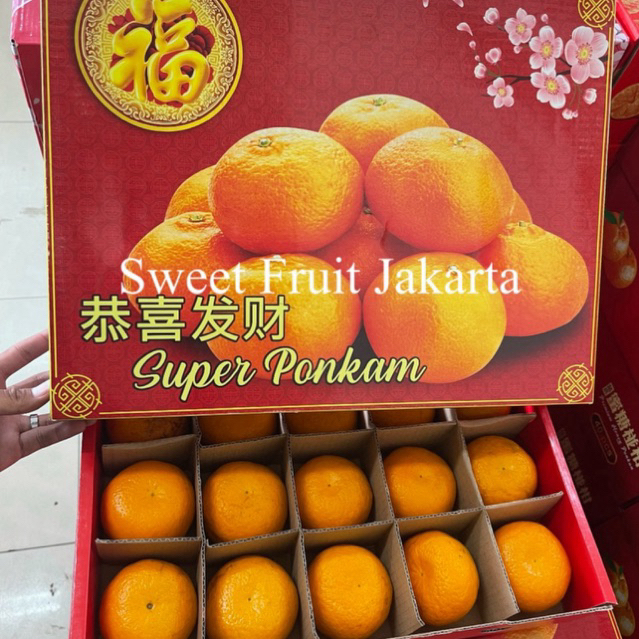 福
Sweet Fruit Jakarta
恭喜发财
Super Ponkam